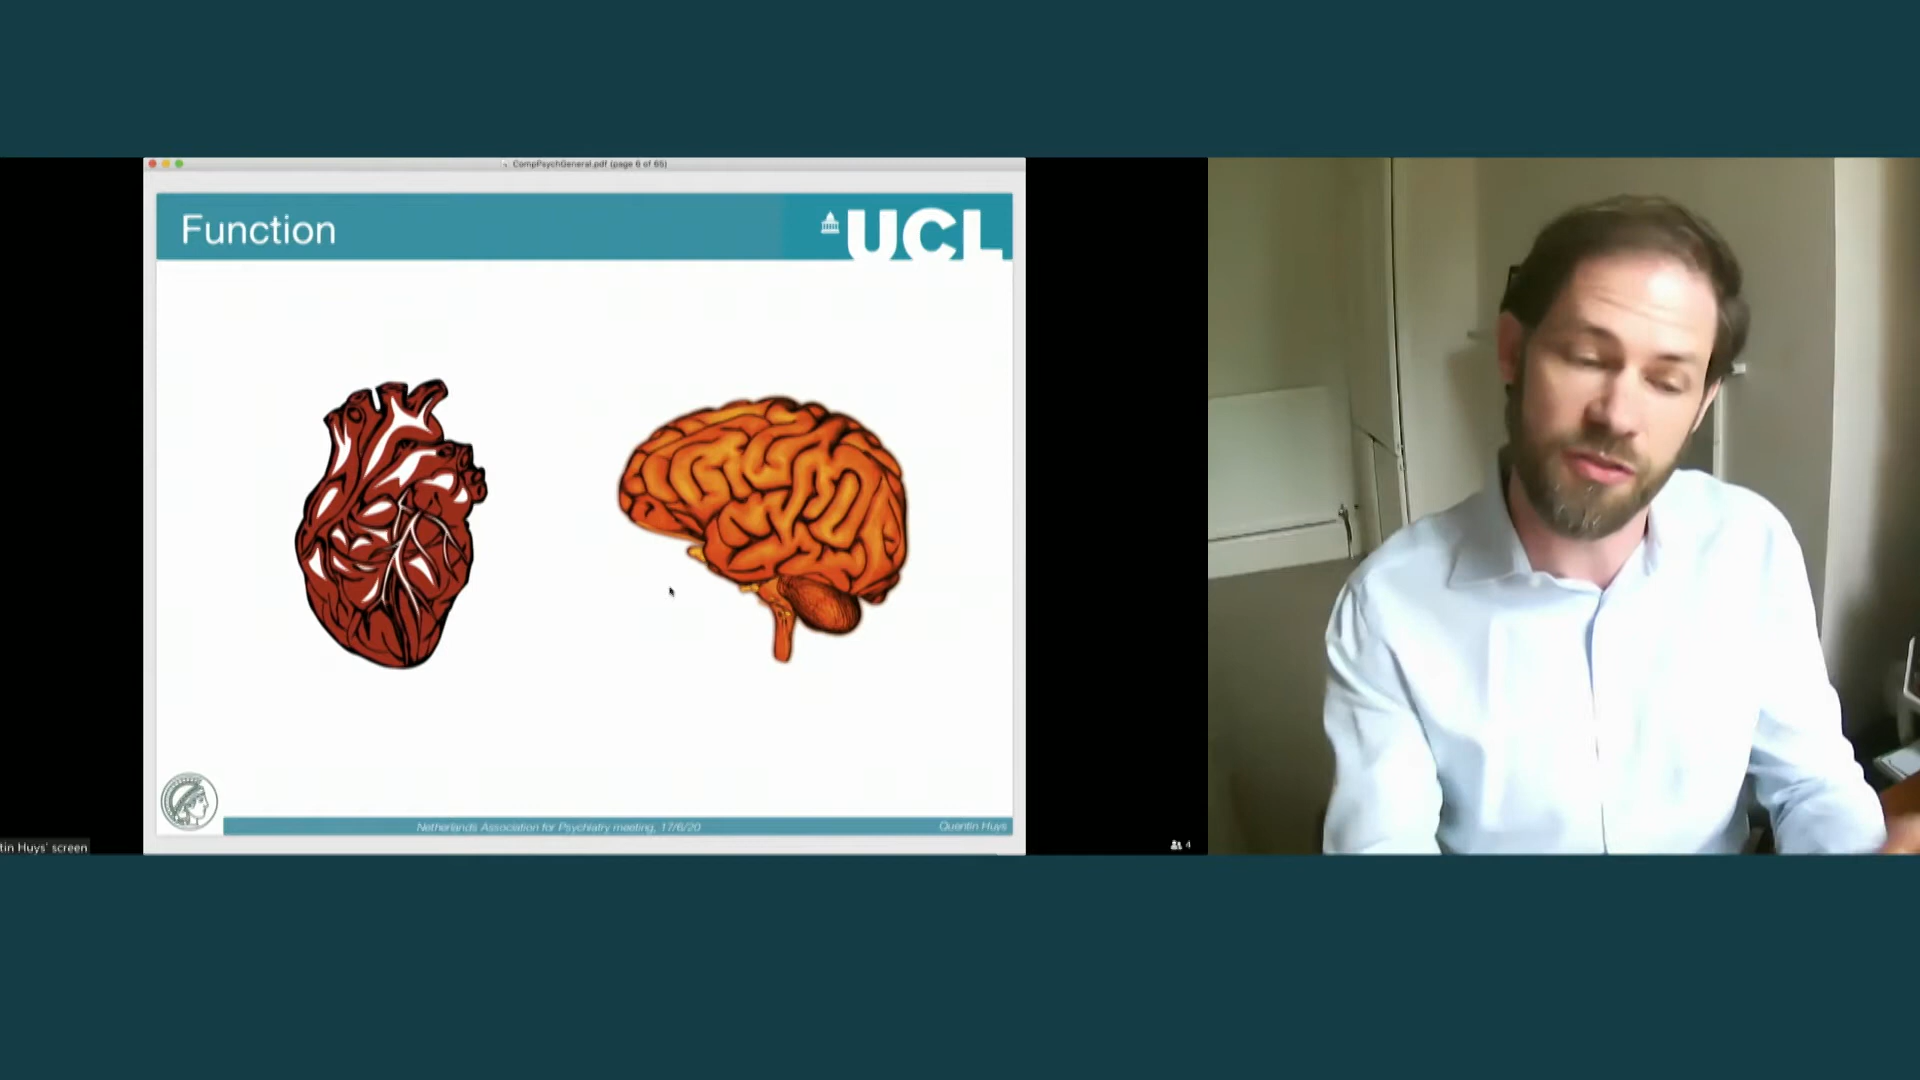 CompPsychGeneral.pdf (page 6 of 65)
Function
UCL
Netherlands Association for Psychiatry meeting, 17/6/20
Quentin Huys
tin Huys' screen
4